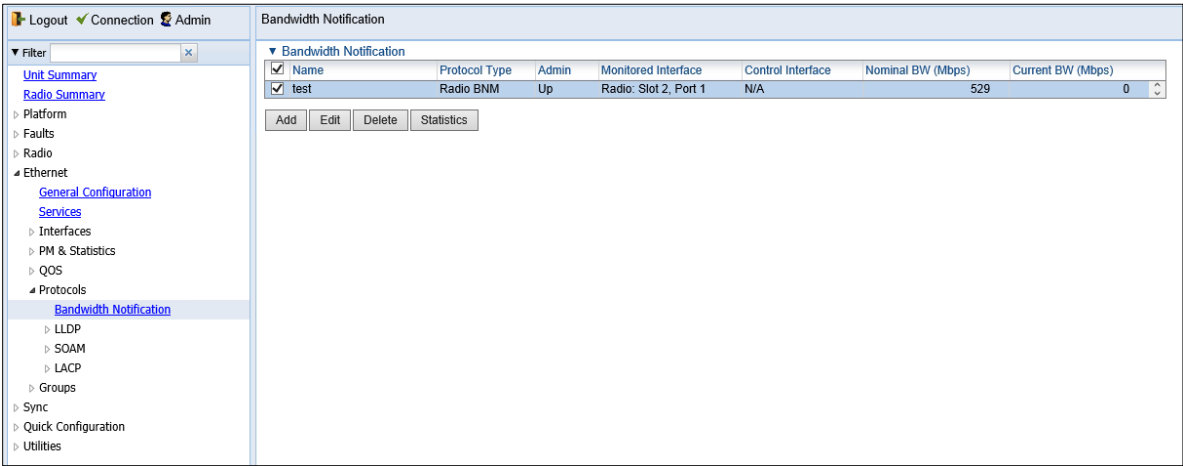 Logout Connection Admin
Filter
Unit Summary
Radio Summary
Platform
Faults
Radio
Ethernet
General Configuration
Services
Interfaces
PM & Statistics
QOS
Protocols
Bandwidth Notification
LLDP
SOAM
LACP
Groups
Sync
Quick Configuration
Utilities
Bandwidth Notification
Bandwidth Notification
Name Protocol Type Admin Monitored Interface Control Interface Nominal BW (Mbps) Current BW (Mbps)
test Radio BNM Up Radio: Slot 2, Port 1 N/A 529 0
Add Edit Delete Statistics